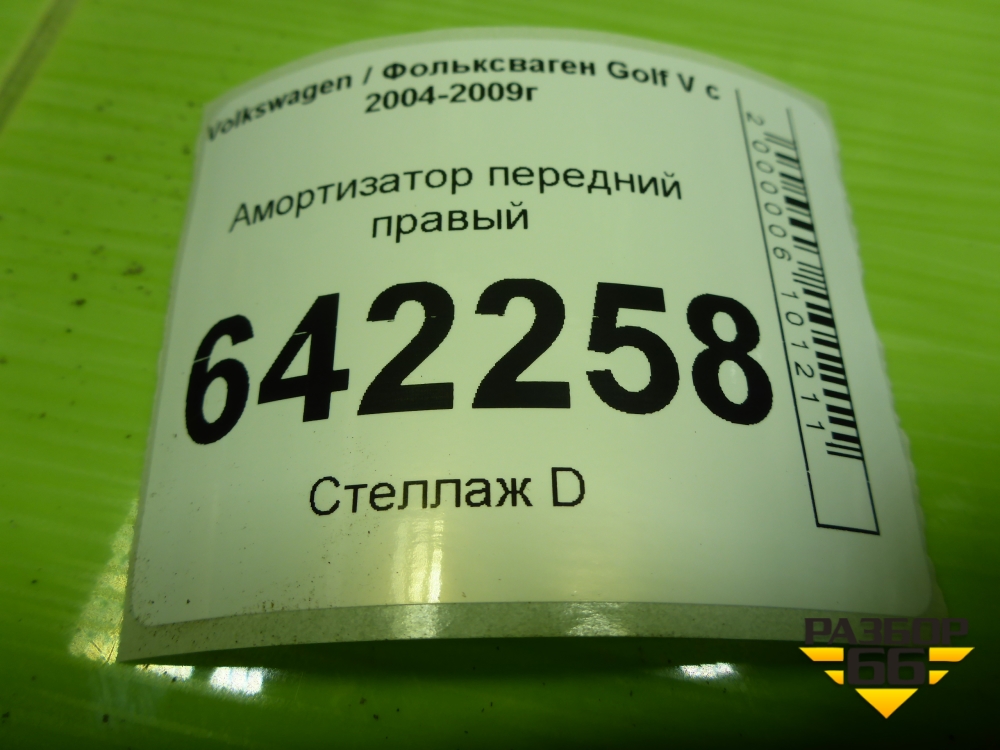 Volkswagen / Фольксваген Golf V с
2004-2009г
Амортизатор передний
правый
642258
Стеллаж D
2000006101211
РАЗБОР
66